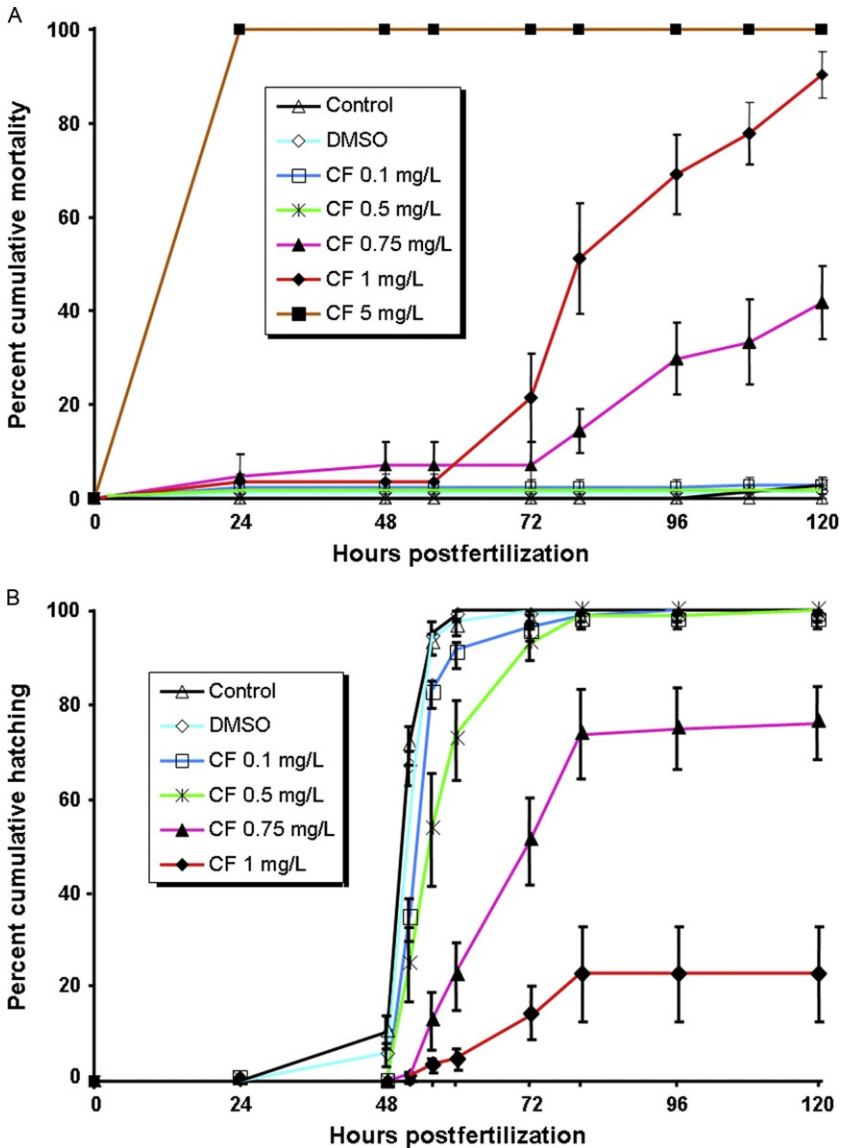 A
Percent cumulative mortality
100
80
60
40
20
0
Control
DMSO
CF 0.1 mg/L
CF 0.5 mg/L
CF 0.75 mg/L
CF 1 mg/L
CF 5 mg/L
0 24 48 72 96 120
Hours postfertilization
B
Percent cumulative hatching
100
80
60
40
20
0
Control
DMSO
CF 0.1 mg/L
CF 0.5 mg/L
CF 0.75 mg/L
CF 1 mg/L
0 24 48 72 96 120
Hours postfertilization